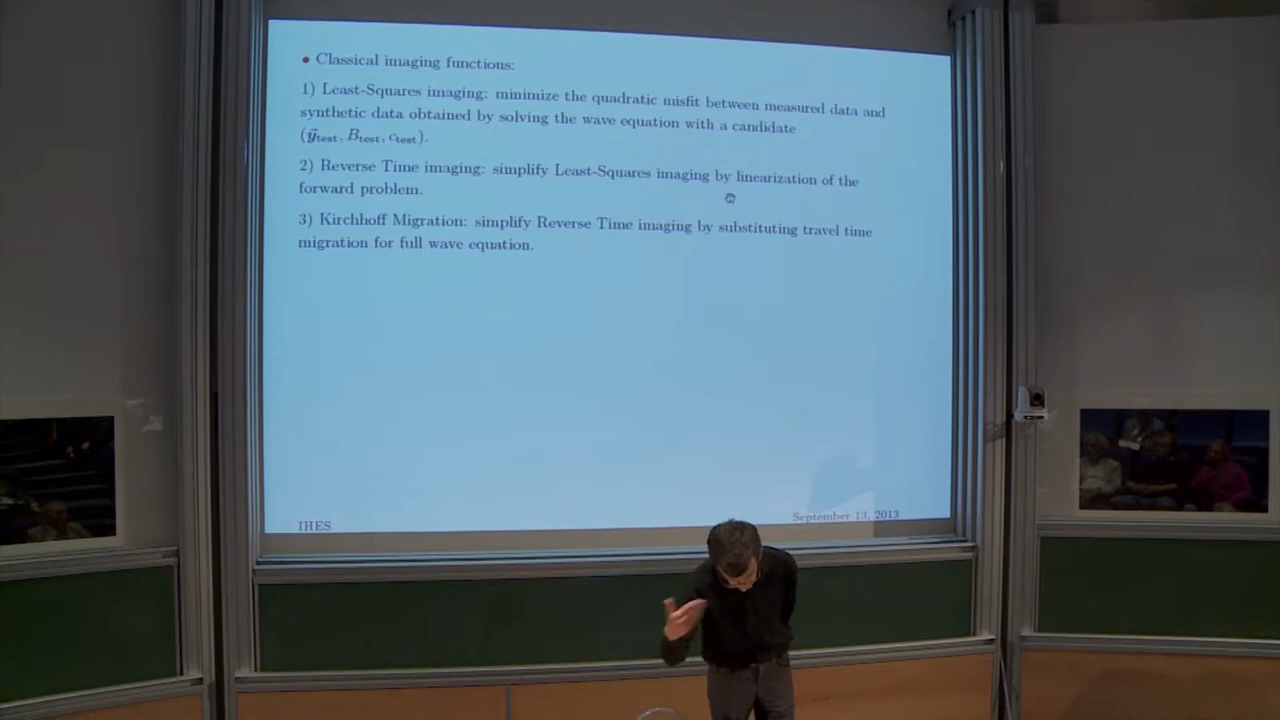 • Classical imaging functions:
1) Least-Squares imaging: minimize the quadratic misfit between measured data and
synthetic data obtained by solving the wave equation with a candidate
(y⃗test, Btest, ctest).
2) Reverse Time imaging: simplify Least-Squares imaging by linearization of the
forward problem.
3) Kirchhoff Migration: simplify Reverse Time imaging by substituting travel time
migration for full wave equation.
IHES September 13, 2013